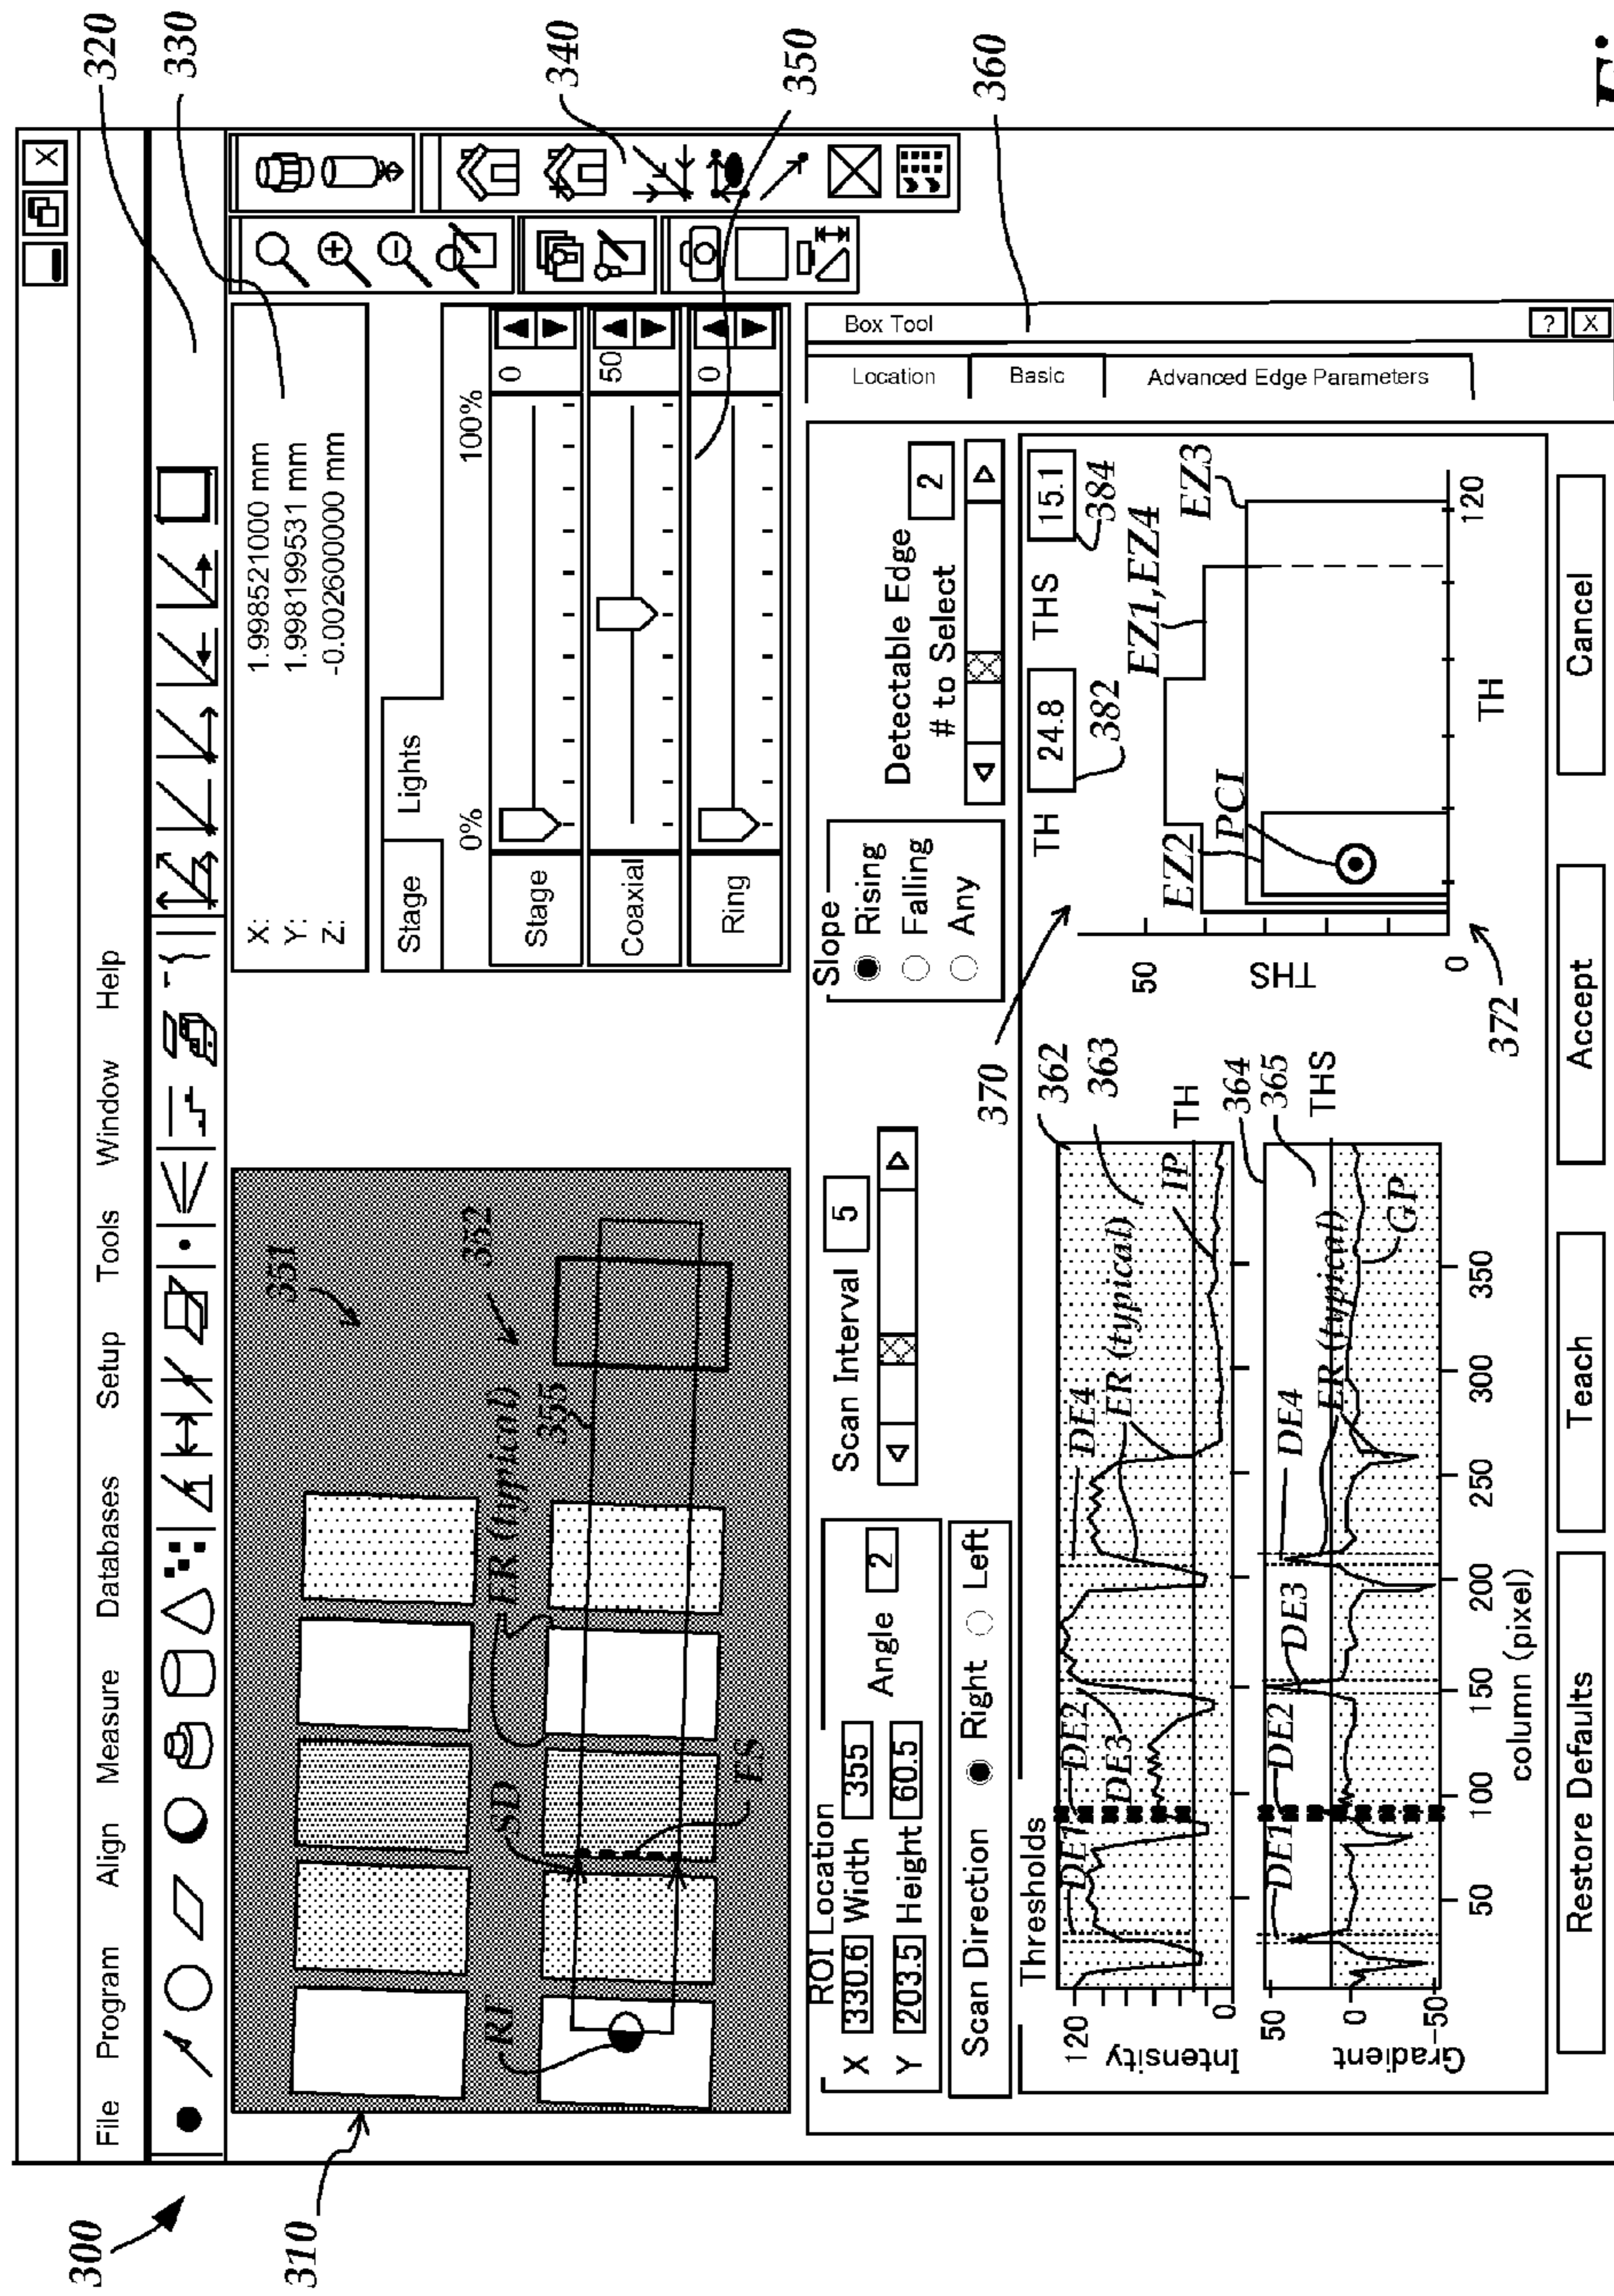 300
310
320
330
340
350
360
X
File Program Align Measure Databases Setup Tools Window Help
X: 1.998521000 mm
Y: 1.998199531 mm
Z: -0.002600000 mm
Stage Lights
0% 100%
Stage 0
Coaxial 50
Ring 0
351
352
355
ER (typical)
SD
RI
TS
Box Tool
? X
Location Basic Advanced Edge Parameters
ROI Location
X 330.6 Width 355
Y 203.5 Height 60.5
Angle 2
Scan Direction Right Left
Scan Interval 5
Slope
Rising
Falling
Any
Detectable Edge
# to Select 2
Thresholds
370
362
363
TH
364
365
THS
120
0
Intensity
DE1
DE2
DE3
DE4
ER (typical)
IP
50
0
-50
Gradient
DE1
DE2
DE3
DE4
ER (typical)
GP
50 100 150 200 250 300 350
column (pixel)
TH 24.8 THS 15.1
382
384
EZ2
PCI
EZ1,EZ4
EZ3
50
THS
0
120
TH
372
Restore Defaults Teach Accept Cancel